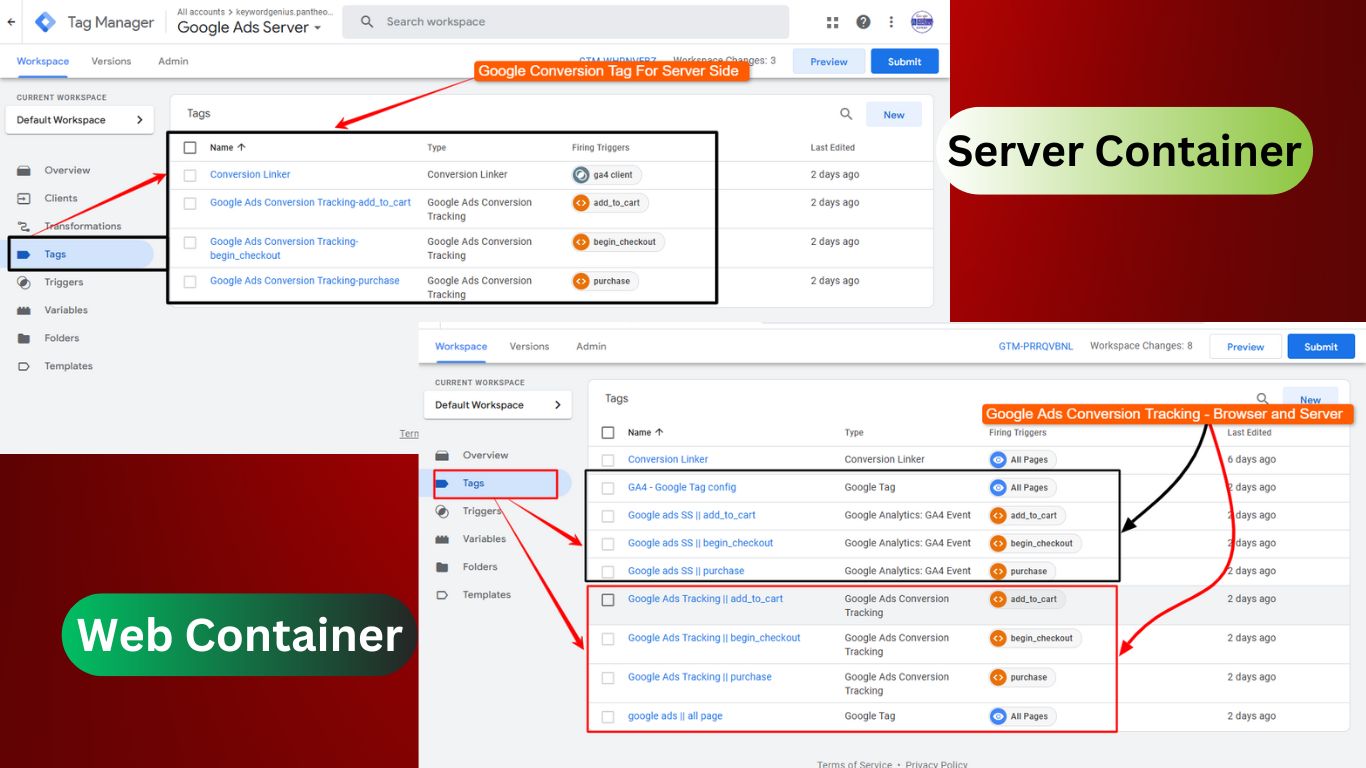 Tag Manager
All accounts > keywordgenius.pantheo...
Google Ads Server
Search workspace
Workspace
Versions
Admin
Workspace Changes: 3
Preview
Submit
Google Conversion Tag For Server Side
CURRENT WORKSPACE
Default Workspace
Overview
Clients
Transformations
Tags
Triggers
Variables
Folders
Templates
Tags
New
Name
Type
Firing Triggers
Last Edited
Conversion Linker
Conversion Linker
ga4 client
2 days ago
Google Ads Conversion Tracking-add_to_cart
Google Ads Conversion
Tracking
add_to_cart
2 days ago
Google Ads Conversion Tracking-
begin_checkout
Google Ads Conversion
Tracking
begin_checkout
2 days ago
Google Ads Conversion Tracking-purchase
Google Ads Conversion
Tracking
purchase
2 days ago
Server Container
Term
Workspace
Versions
Admin
GTM-PRRQVBNL
Workspace Changes: 8
Preview
Submit
CURRENT WORKSPACE
Default Workspace
Overview
Tags
Triggers
Variables
Folders
Templates
Tags
New
Google Ads Conversion Tracking - Browser and Server
Name
Type
Firing Triggers
Last Edited
Conversion Linker
Conversion Linker
All Pages
6 days ago
GA4 - Google Tag config
Google Tag
All Pages
2 days ago
Google ads SS || add_to_cart
Google Analytics: GA4 Event
add_to_cart
2 days ago
Google ads SS || begin_checkout
Google Analytics: GA4 Event
begin_checkout
2 days ago
Google ads SS || purchase
Google Analytics: GA4 Event
purchase
2 days ago
Google Ads Tracking || add_to_cart
Google Ads Conversion
Tracking
add_to_cart
2 days ago
Google Ads Tracking || begin_checkout
Google Ads Conversion
Tracking
begin_checkout
2 days ago
Google Ads Tracking || purchase
Google Ads Conversion
Tracking
purchase
2 days ago
google ads || all page
Google Tag
All Pages
2 days ago
Web Container
Terms of Service • Privacy Policy